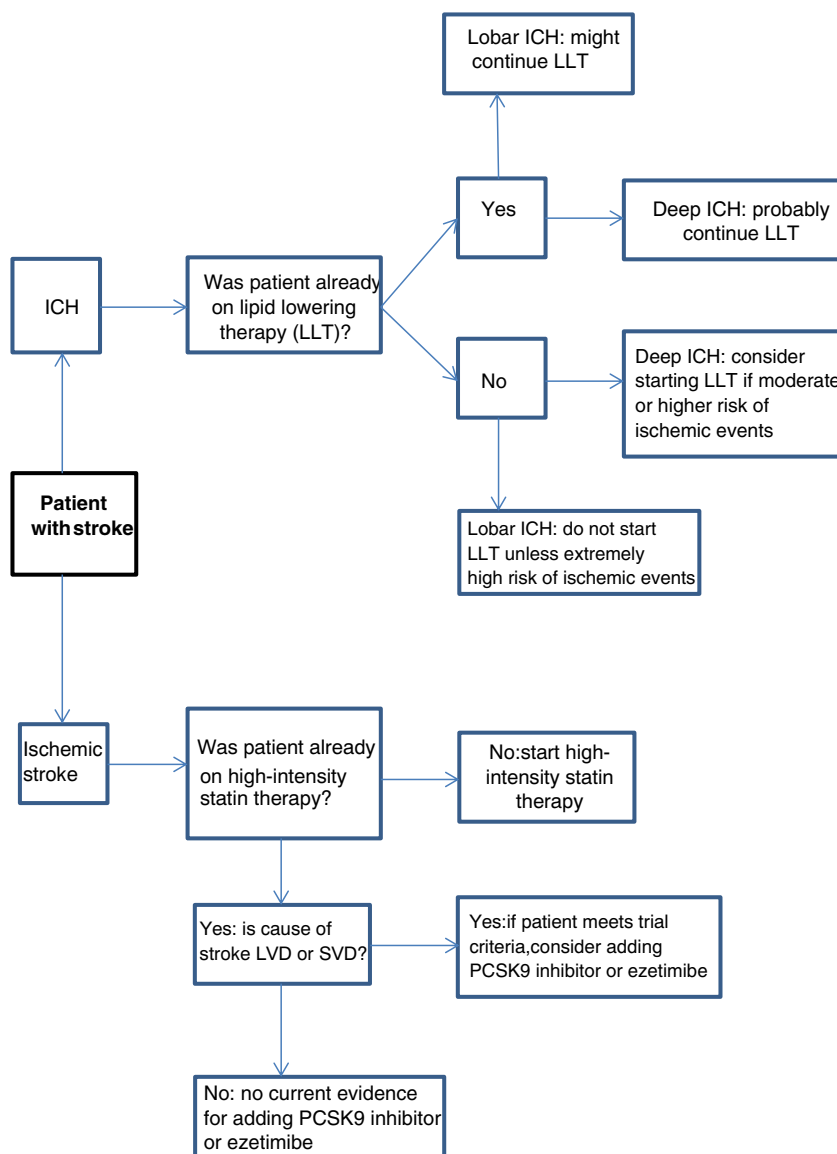 Lobar ICH: might
continue LLT
Yes
Deep ICH: probably
continue LLT
ICH
Was patient already
on lipid lowering
therapy (LLT)?
No
Deep ICH: consider
starting LLT if moderate
or higher risk of
ischemic events
Patient
with stroke
Lobar ICH: do not start
LLT unless extremely
high risk of ischemic events
Ischemic
stroke
Was patient already
on high-intensity
statin therapy?
No:start high-
intensity statin
therapy
Yes: is cause of
stroke LVD or SVD?
Yes:if patient meets trial
criteria,consider adding
PCSK9 inhibitor or ezetimibe
No: no current evidence
for adding PCSK9 inhibitor
or ezetimibe